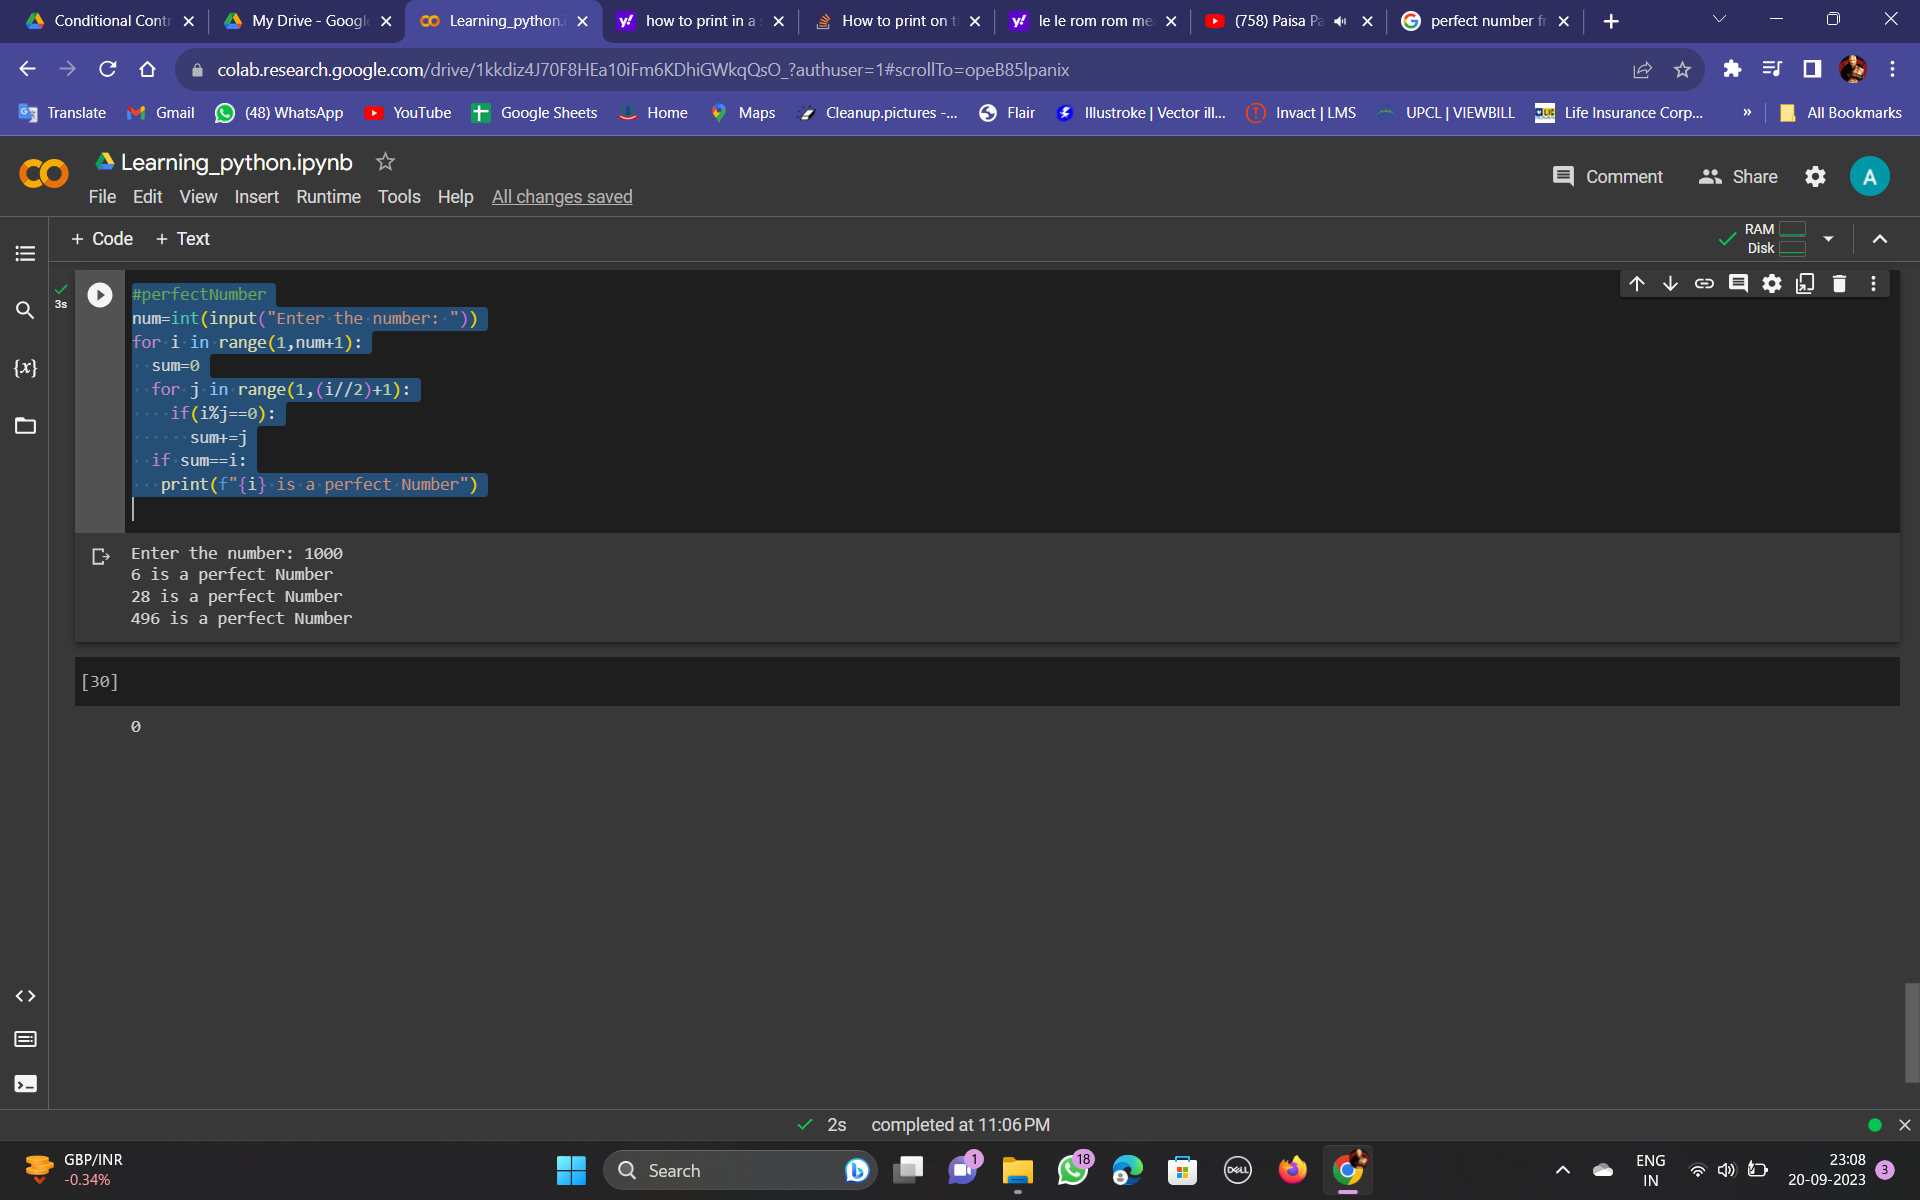 Conditional Contr
My Drive - Google
Learning_python.i
how to print in a s
How to print on t
le le rom rom me
(758) Paisa Pa
perfect number fr
colab.research.google.com/drive/1kkdiz4J70F8HEa10iFm6KDhiGWkqQsO_?authuser=1#scrollTo=opeB85lpanix
Translate
Gmail
(48) WhatsApp
YouTube
Google Sheets
Home
Maps
Cleanup.pictures -...
Flair
Illustroke | Vector ill...
Invact | LMS
UPCL | VIEWBILL
Life Insurance Corp...
»
All Bookmarks
Learning_python.ipynb
Comment
Share
A
File Edit View Insert Runtime Tools Help All changes saved
+ Code + Text
RAM
Disk
3s
#perfectNumber
num=int(input("Enter the number: "))
for i in range(1,num+1):
  sum=0
  for j in range(1,(i//2)+1):
    if(i%j==0):
      sum+=j
  if sum==i:
   print(f"{i} is a perfect Number")
{x}
Enter the number: 1000
6 is a perfect Number
28 is a perfect Number
496 is a perfect Number
[30]
0
2s completed at 11:06 PM
GBP/INR
-0.34%
Search
1
18
DELL
ENG
IN
23:08
20-09-2023
3